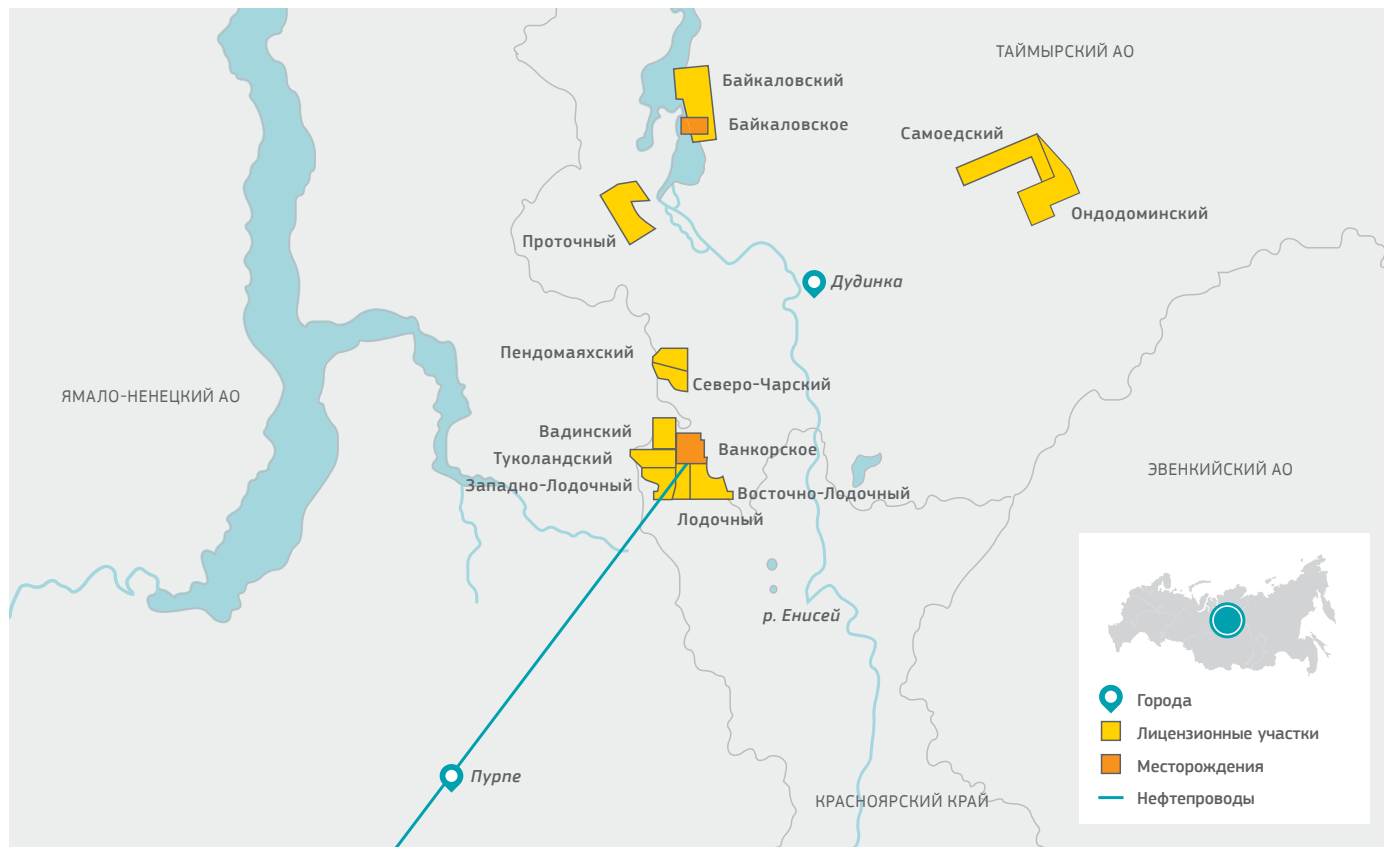 ТАЙМЫРСКИЙ АО
Байкаловский
Байкаловское
Самоедский
Ондодоминский
Проточный
Дудинка
Пендомаяхский
Северо-Чарский
ЯМАЛО-НЕНЕЦКИЙ АО
Вадинский
Ванкорское
Туколандский
ЭВЕНКИЙСКИЙ АО
Западно-Лодочный
Восточно-Лодочный
Лодочный
р. Енисей
Пурпе
КРАСНОЯРСКИЙ КРАЙ
Города
Лицензионные участки
Месторождения
Нефтепроводы